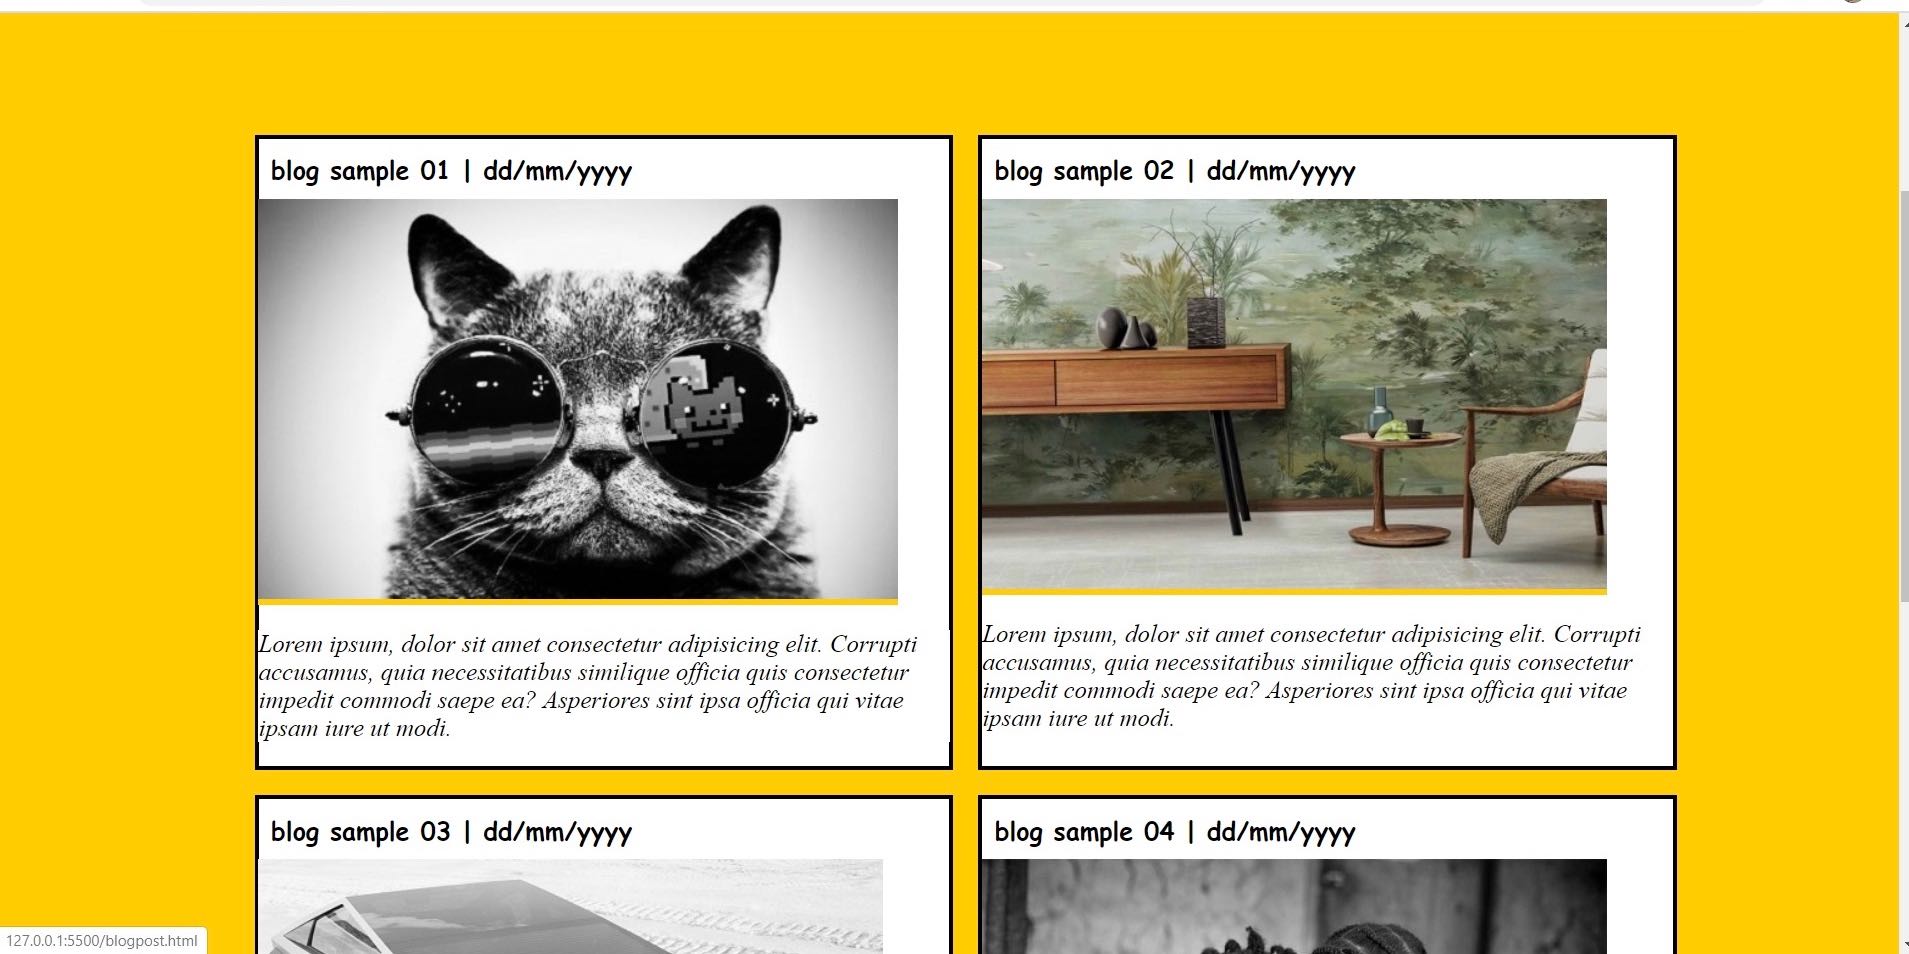 blog sample 01 | dd/mm/yyyy
blog sample 02 | dd/mm/yyyy
Lorem ipsum, dolor sit amet consectetur adipisicing elit. Corrupti
accusamus, quia necessitatibus similique officia quis consectetur
impedit commodi saepe ea? Asperiores sint ipsa officia qui vitae
ipsam iure ut modi.
Lorem ipsum, dolor sit amet consectetur adipisicing elit. Corrupti
accusamus, quia necessitatibus similique officia quis consectetur
impedit commodi saepe ea? Asperiores sint ipsa officia qui vitae
ipsam iure ut modi.
blog sample 03 | dd/mm/yyyy
blog sample 04 | dd/mm/yyyy
127.0.0.1:5500/blogpost.html